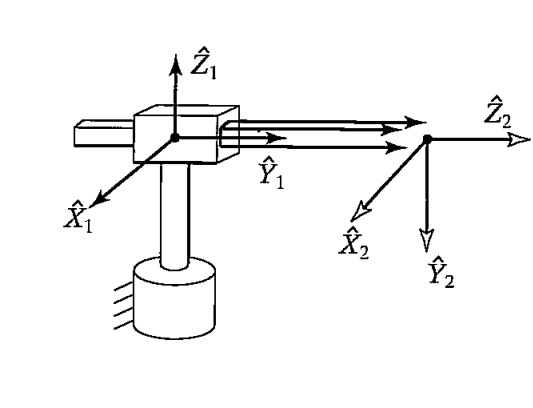 Ẑ₁
Ẑ₂
Ŷ₁
X̂₁
X̂₂
Ŷ₂